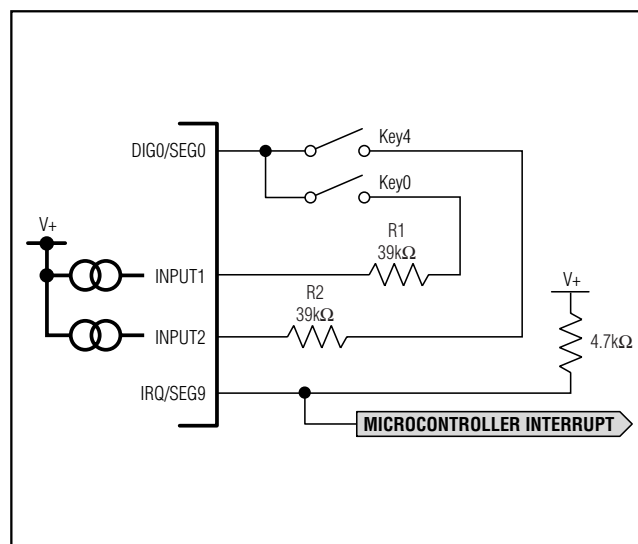 DIG0/SEG0
Key4
Key0
V+
R1
39kΩ
INPUT1
R2
39kΩ
V+
INPUT2
4.7kΩ
IRQ/SEG9
MICROCONTROLLER INTERRUPT